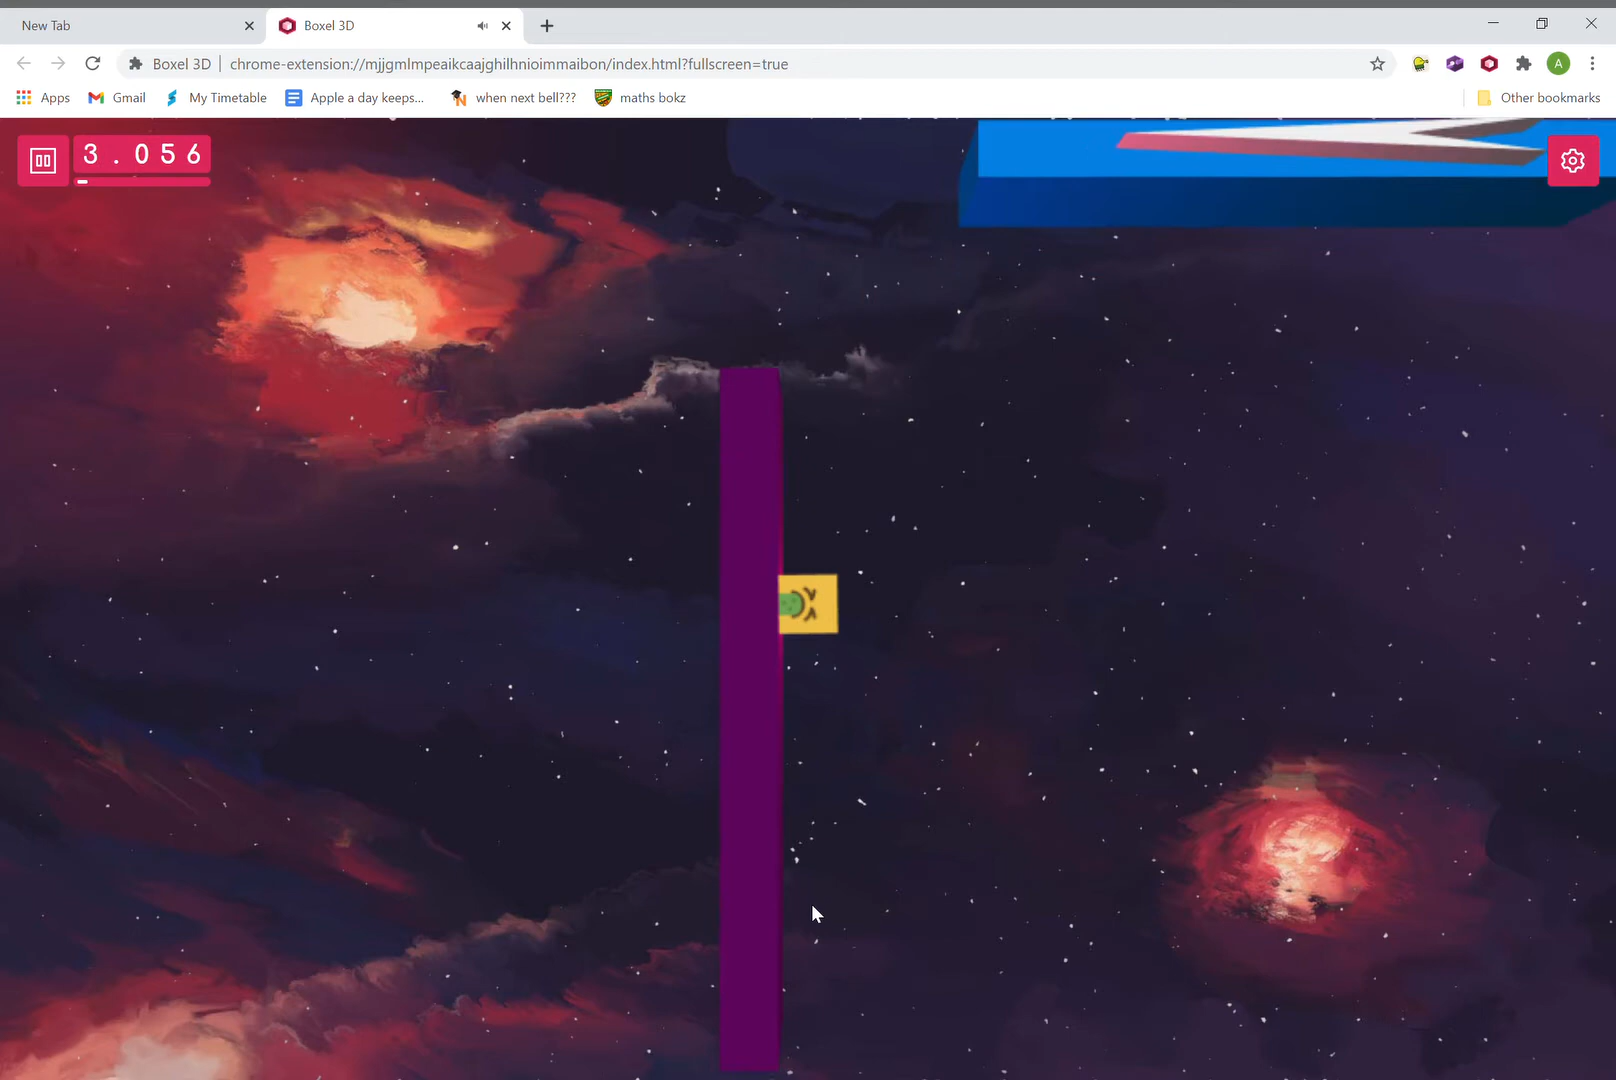 New Tab
Boxel 3D
Boxel 3D | chrome-extension://mjjgmlmpeaikcaajghilhnioimmaibon/index.html?fullscreen=true
A
Apps
Gmail
My Timetable
Apple a day keeps...
when next bell???
maths bokz
Other bookmarks
3.056